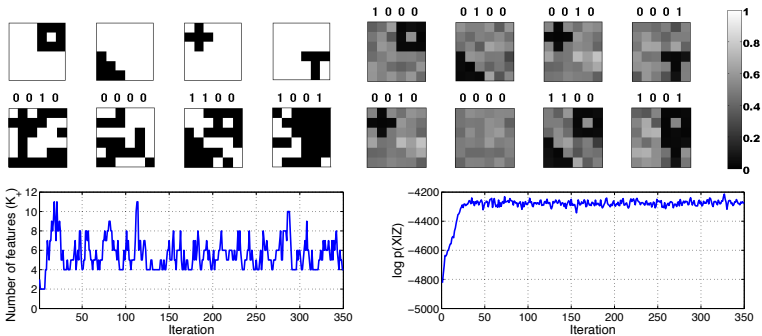 1 0 0 0
0 1 0 0
0 0 1 0
0 0 0 1
0 0 1 0
0 0 0 0
1 1 0 0
1 0 0 1
0 0 1 0
0 0 0 0
1 1 0 0
1 0 0 1
1
0.8
0.6
0.4
0.2
0
Number of features (K+)
12
10
8
6
4
2
0
0 50 100 150 200 250 300 350
Iteration
log p(X|Z)
−4200
−4400
−4600
−4800
−5000
0 50 100 150 200 250 300 350
Iteration